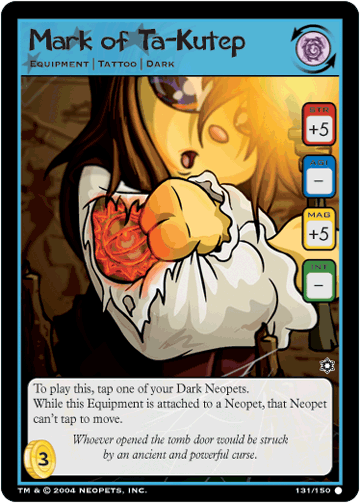 Mark of Ta-Kutep
Equipment | Tattoo | Dark
STR
+5
AGI
–
MAG
+5
INT
–
To play this, tap one of your Dark Neopets.
While this Equipment is attached to a Neopet, that Neopet
can't tap to move.
Whoever opened the tomb door would be struck
by an ancient and powerful curse.
3
TM & © 2004 NEOPETS, INC.
131/150